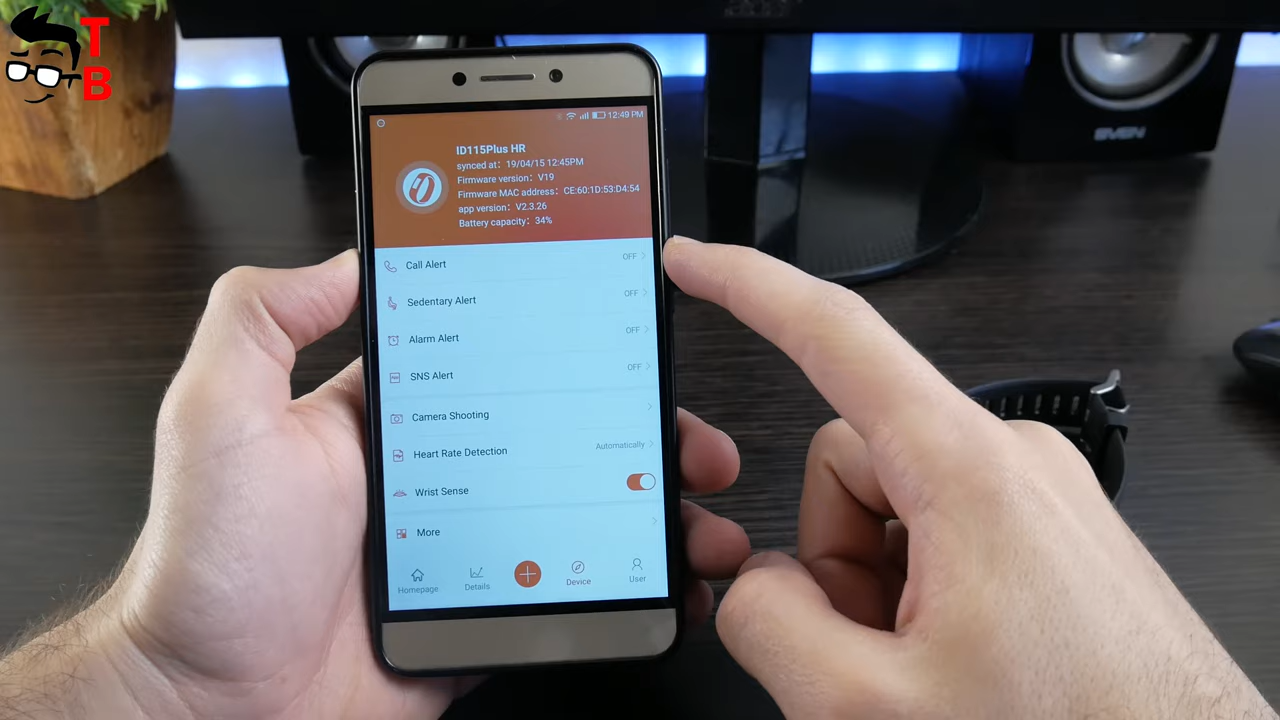 TB
SVEN
12:49 PM
ID115Plus HR
synced at: 19/04/15 12:45PM
Firmware version: V19
Firmware MAC address: CE:60:1D:53:D4:54
app version: V2.3.26
Battery capacity: 34%
Call Alert OFF
Sedentary Alert OFF
Alarm Alert OFF
SNS Alert OFF
Camera Shooting
Heart Rate Detection Automatically
Wrist Sense
More
Homepage Details Device User